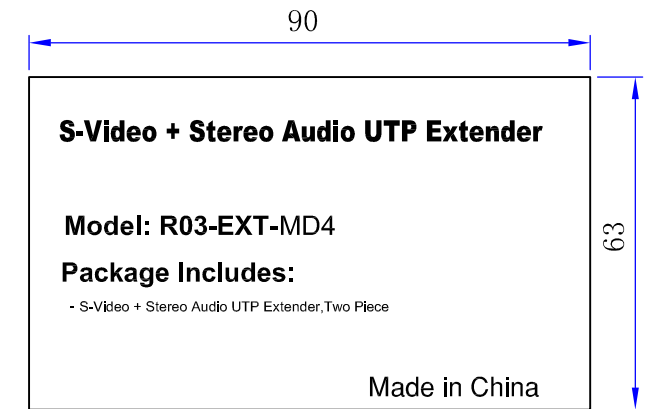 90
S-Video + Stereo Audio UTP Extender
63
Model: R03-EXT-MD4
Package Includes:
- S-Video + Stereo Audio UTP Extender,Two Piece
Made in China